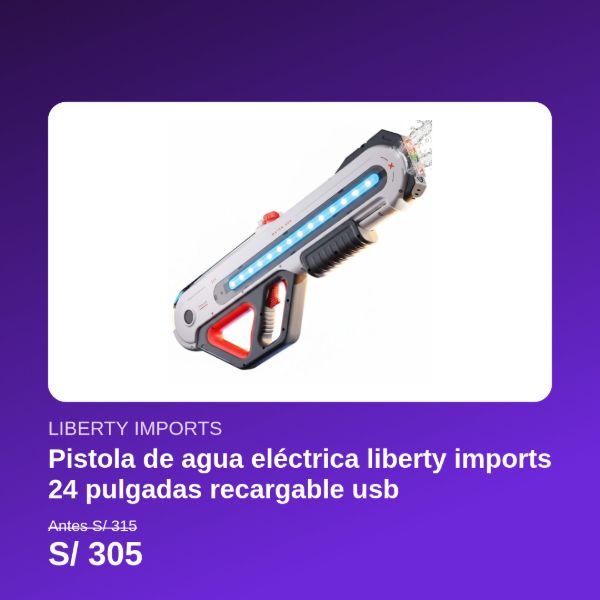 LIBERTY IMPORTS
Pistola de agua eléctrica liberty imports
24 pulgadas recargable usb
Antes S/ 315
S/ 305